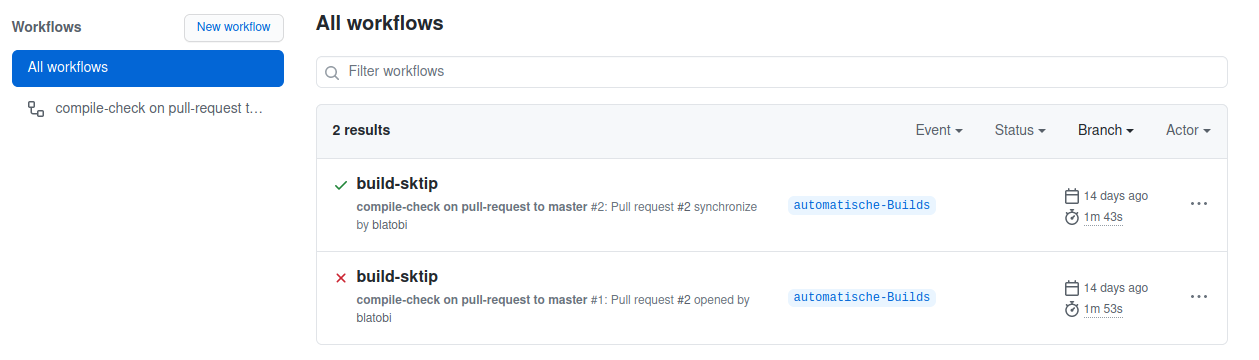 Workflows
New workflow
All workflows
compile-check on pull-request t...
All workflows
Filter workflows
2 results
Event
Status
Branch
Actor
build-sktip
compile-check on pull-request to master #2: Pull request #2 synchronize
by blatobi
automatische-Builds
14 days ago
1m 43s
build-sktip
compile-check on pull-request to master #1: Pull request #2 opened by
blatobi
automatische-Builds
14 days ago
1m 53s